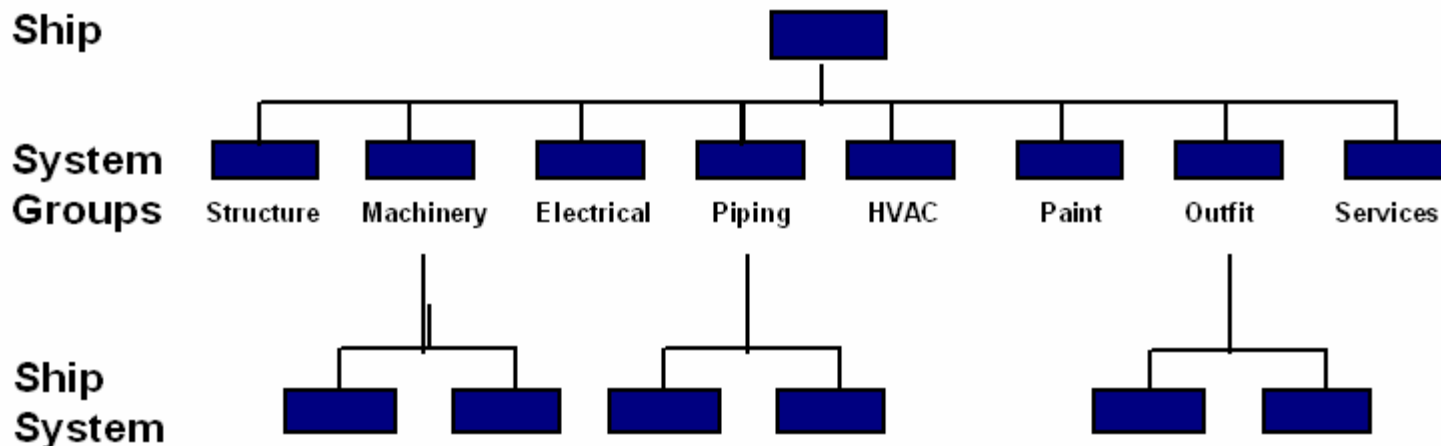 Ship
System
Groups
Structure Machinery Electrical Piping HVAC Paint Outfit Services
Ship
System